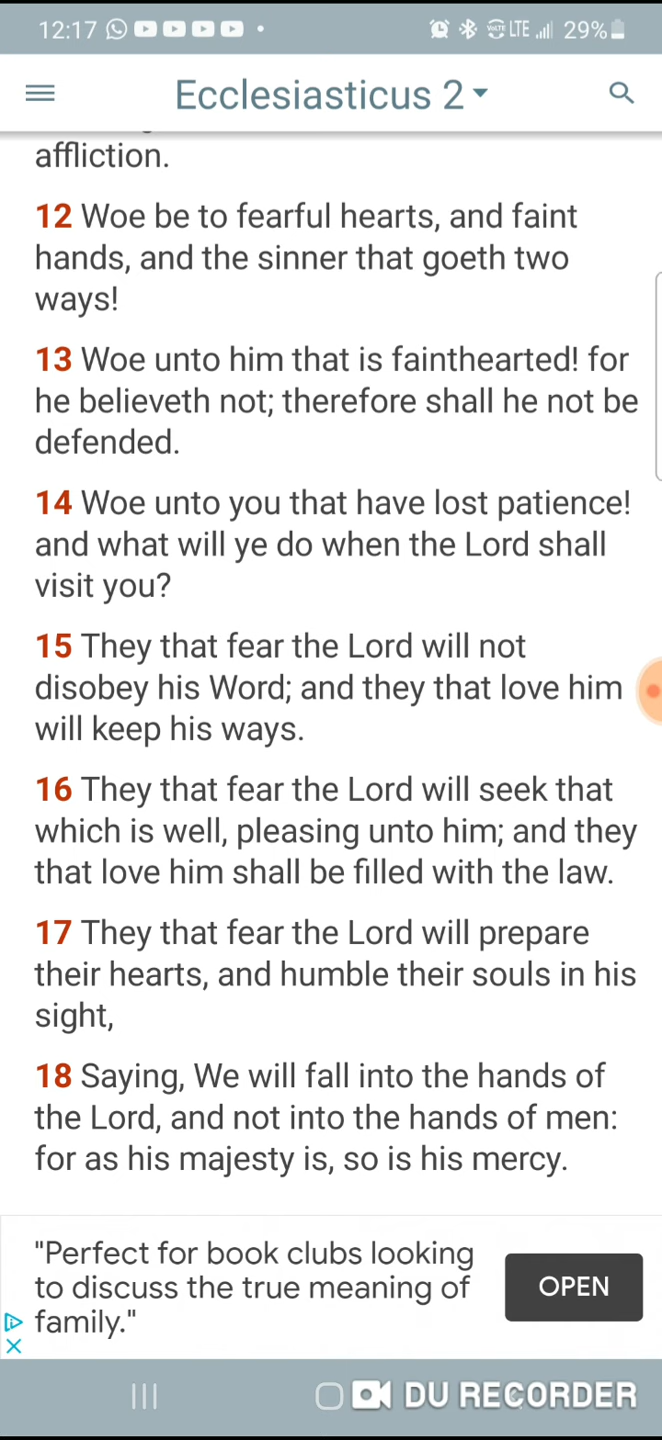 12:17 LTE 29%
Ecclesiasticus 2
affliction.
12 Woe be to fearful hearts, and faint
hands, and the sinner that goeth two
ways!
13 Woe unto him that is fainthearted! for
he believeth not; therefore shall he not be
defended.
14 Woe unto you that have lost patience!
and what will ye do when the Lord shall
visit you?
15 They that fear the Lord will not
disobey his Word; and they that love him
will keep his ways.
16 They that fear the Lord will seek that
which is well, pleasing unto him; and they
that love him shall be filled with the law.
17 They that fear the Lord will prepare
their hearts, and humble their souls in his
sight,
18 Saying, We will fall into the hands of
the Lord, and not into the hands of men:
for as his majesty is, so is his mercy.
"Perfect for book clubs looking
to discuss the true meaning of
family."
OPEN
DU RECORDER